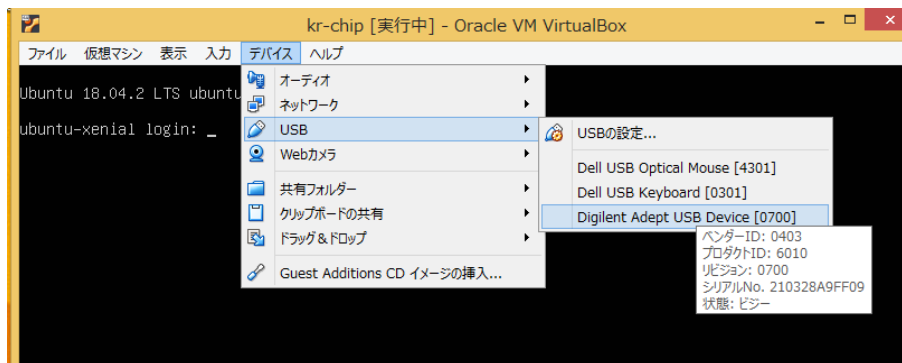 kr-chip [実行中] - Oracle VM VirtualBox
ファイル 仮想マシン 表示 入力 デバイス ヘルプ
Ubuntu 18.04.2 LTS ubuntu
ubuntu-xenial login: _
オーディオ
ネットワーク
USB
Webカメラ
共有フォルダー
クリップボードの共有
ドラッグ&ドロップ
Guest Additions CD イメージの挿入...
USBの設定...
Dell USB Optical Mouse [4301]
Dell USB Keyboard [0301]
Digilent Adept USB Device [0700]
ベンダーID: 0403
プロダクトID: 6010
リビジョン: 0700
シリアルNo. 210328A9FF09
状態: ビジー